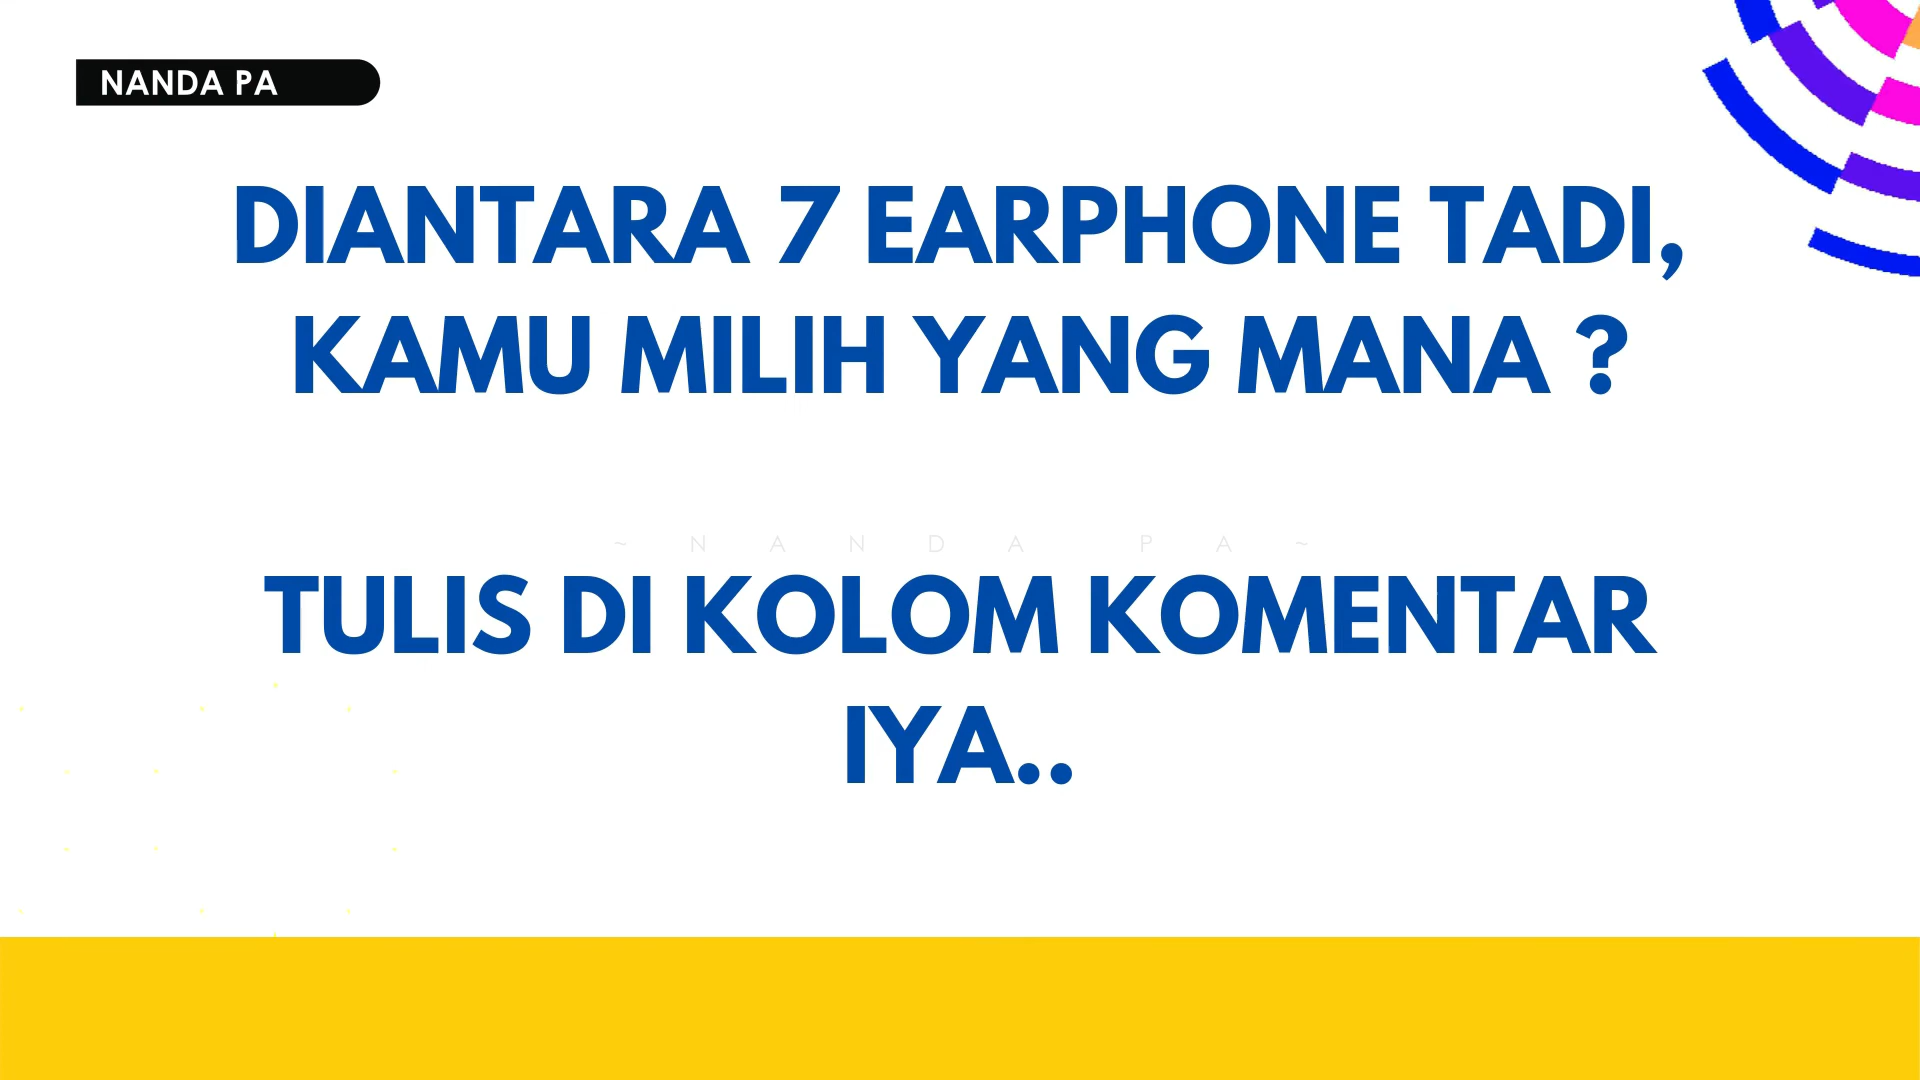 NANDA PA
DIANTARA 7 EARPHONE TADI,
KAMU MILIH YANG MANA ?
~ N A N D A P A ~
TULIS DI KOLOM KOMENTAR
IYA..